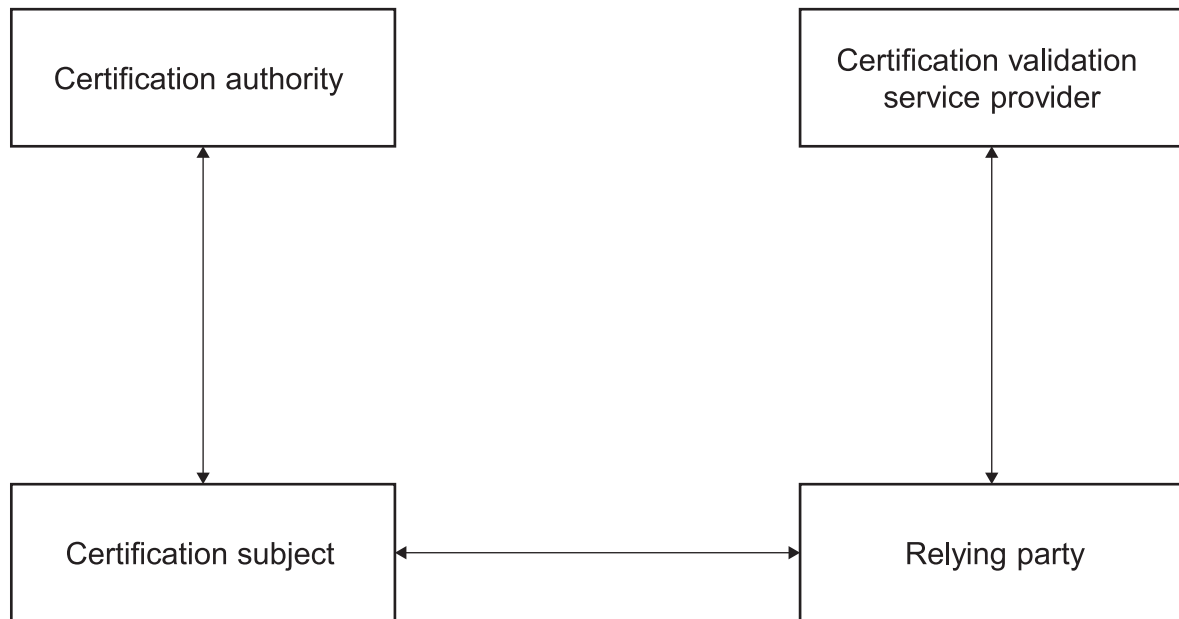 Certification authority
Certification validation
service provider
Certification subject
Relying party